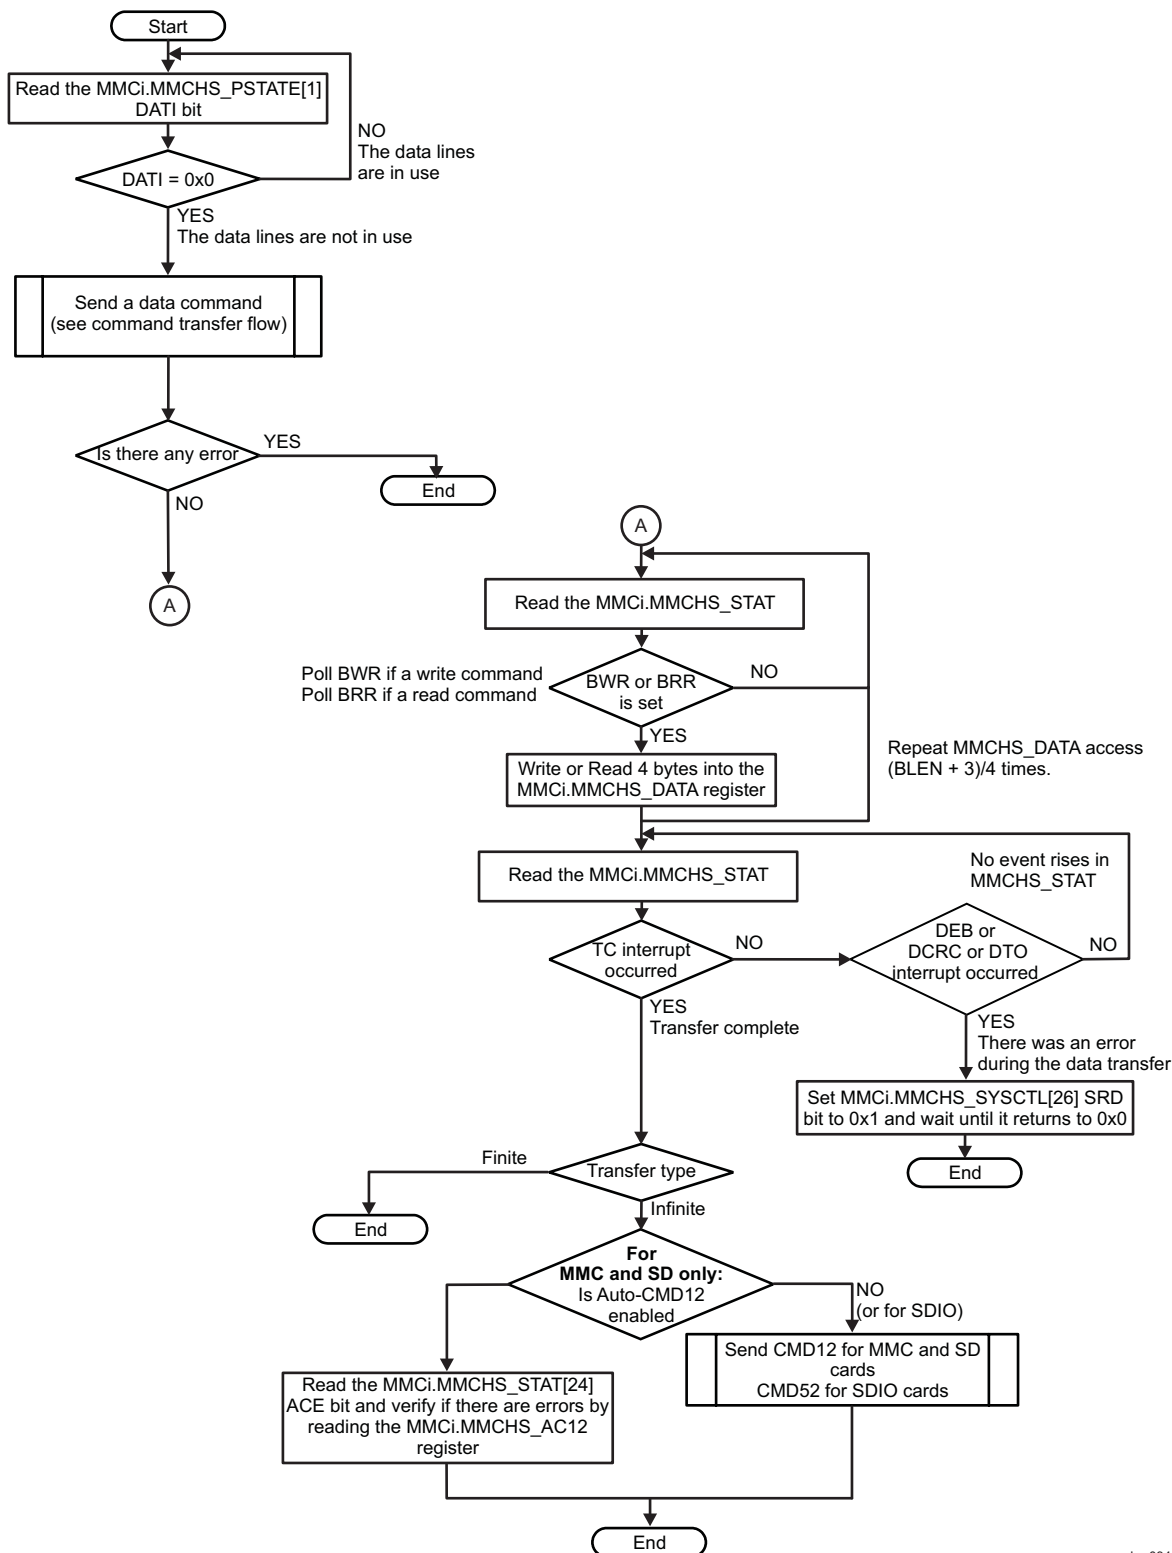 Start
Read the MMCi.MMCHS_PSTATE[1]
DATI bit
NO
The data lines
are in use
DATI = 0x0
YES
The data lines are not in use
Send a data command
(see command transfer flow)
Is there any error
YES
End
NO
A
A
Read the MMCi.MMCHS_STAT
Poll BWR if a write command
Poll BRR if a read command
BWR or BRR
is set
NO
YES
Repeat MMCHS_DATA access
(BLEN + 3)/4 times.
Write or Read 4 bytes into the
MMCi.MMCHS_DATA register
No event rises in
MMCHS_STAT
Read the MMCi.MMCHS_STAT
TC interrupt
occurred
NO
DEB or
DCRC or DTO
interrupt occurred
NO
YES
Transfer complete
YES
There was an error
during the data transfer
Set MMCi.MMCHS_SYSCTL[26] SRD
bit to 0x1 and wait until it returns to 0x0
End
Finite
Transfer type
Infinite
End
For
MMC and SD only:
Is Auto-CMD12
enabled
NO
(or for SDIO)
Send CMD12 for MMC and SD
cards
CMD52 for SDIO cards
Read the MMCi.MMCHS_STAT[24]
ACE bit and verify if there are errors by
reading the MMCi.MMCHS_AC12
register
End